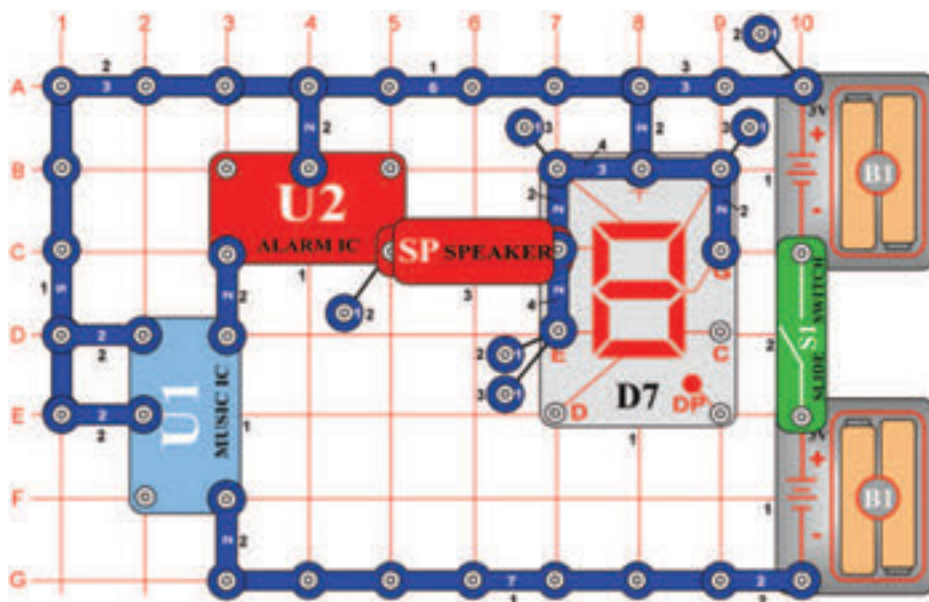 1 2 3 4 5 6 7 8 9 10
2 1
2 1 3
A 3 6 3
3V
2 2 1 3 4 3 1
+
B 2 2 3 B1
U2 2 1 -
ALARM IC
C SP SPEAKER G
1 3 4
5 2 1 2 S1 SLIDE SWITCH
D 2 E C
2 2 1
3 1
U1 MUSIC IC D7 DP
E 2 D
2 1 1
3V
+
F 1 B1
2 2 -
G 7 2
1 2